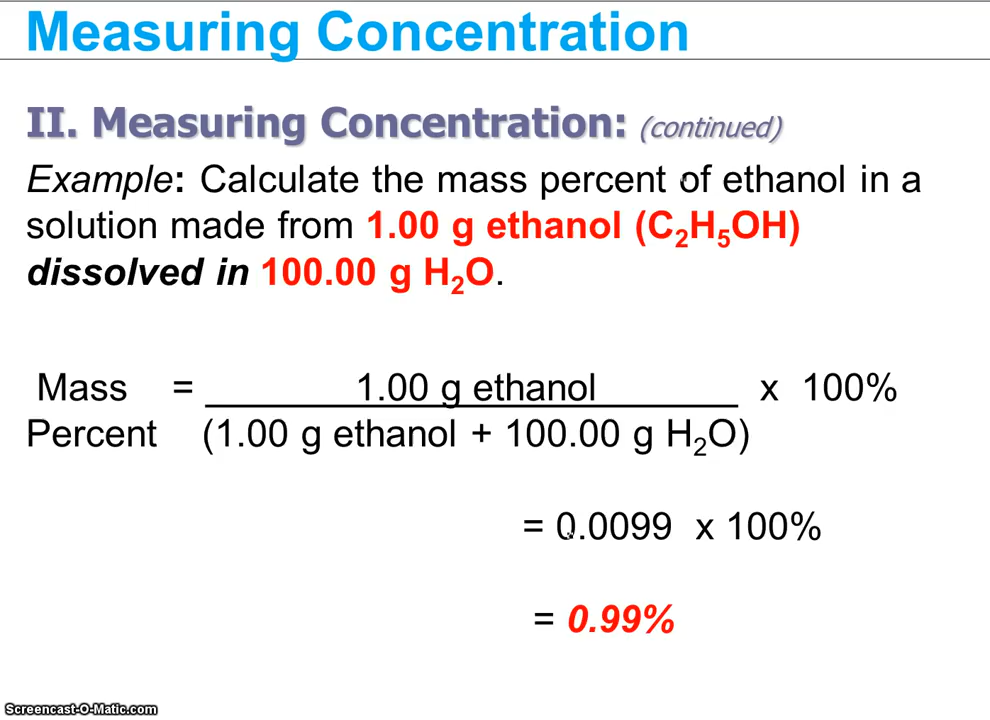 Measuring Concentration
II. Measuring Concentration: (continued)
Example: Calculate the mass percent of ethanol in a
solution made from 1.00 g ethanol (C₂H₅OH)
dissolved in 100.00 g H₂O.
Mass = 1.00 g ethanol x 100%
Percent (1.00 g ethanol + 100.00 g H₂O)
= 0.0099 x 100%
= 0.99%
Screencast-O-Matic.com